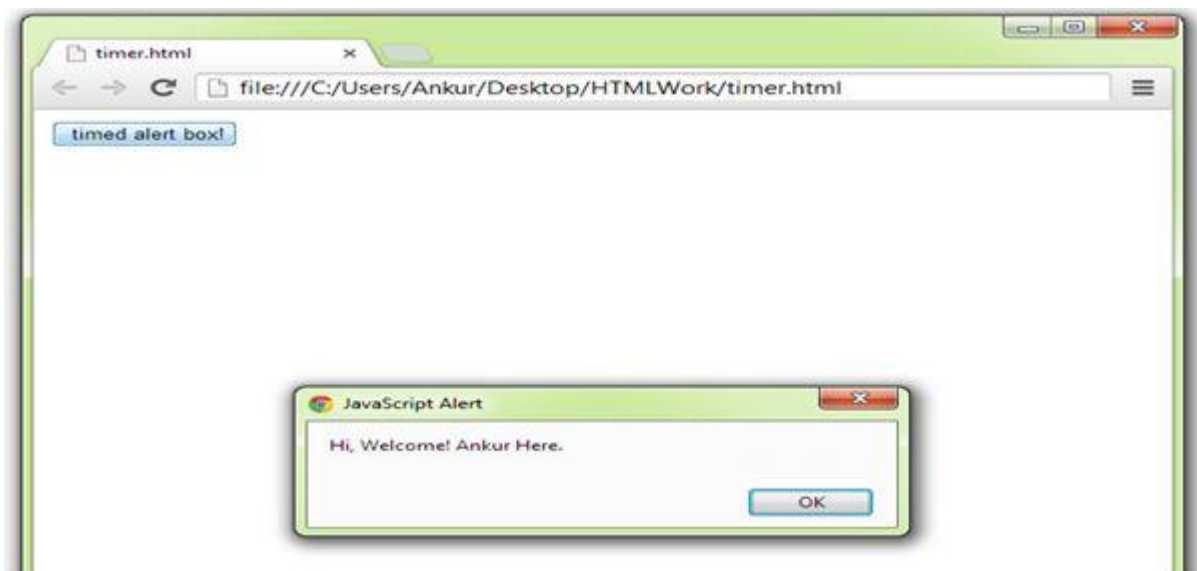 timer.html
file:///C:/Users/Ankur/Desktop/HTMLWork/timer.html
timed alert box!
JavaScript Alert
Hi, Welcome! Ankur Here.
OK